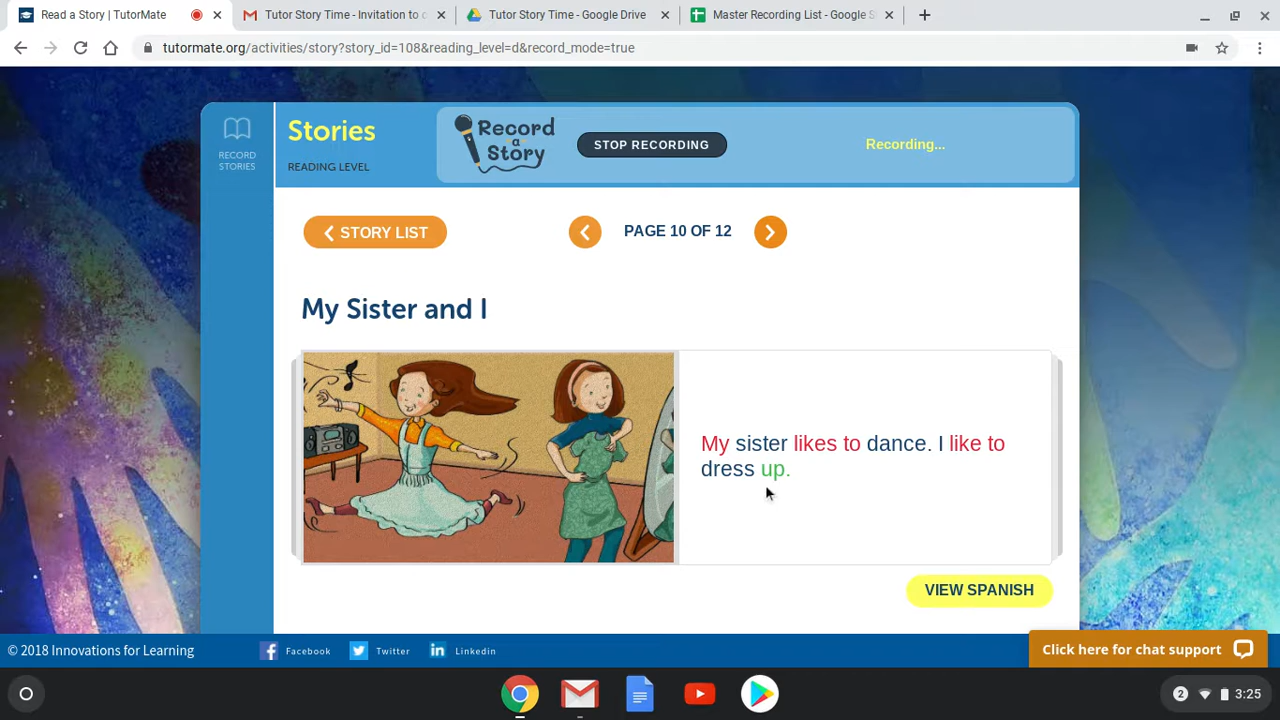 Read a Story | TutorMate
Tutor Story Time - Invitation to c
Tutor Story Time - Google Drive
Master Recording List - Google S
tutormate.org/activities/story?story_id=108&reading_level=d&record_mode=true
RECORD
STORIES
Stories
READING LEVEL
Record
a
Story
STOP RECORDING
Recording...
STORY LIST
PAGE 10 OF 12
My Sister and I
My sister likes to dance. I like to
dress up.
VIEW SPANISH
© 2018 Innovations for Learning
Facebook
Twitter
Linkedin
Click here for chat support
2
3:25